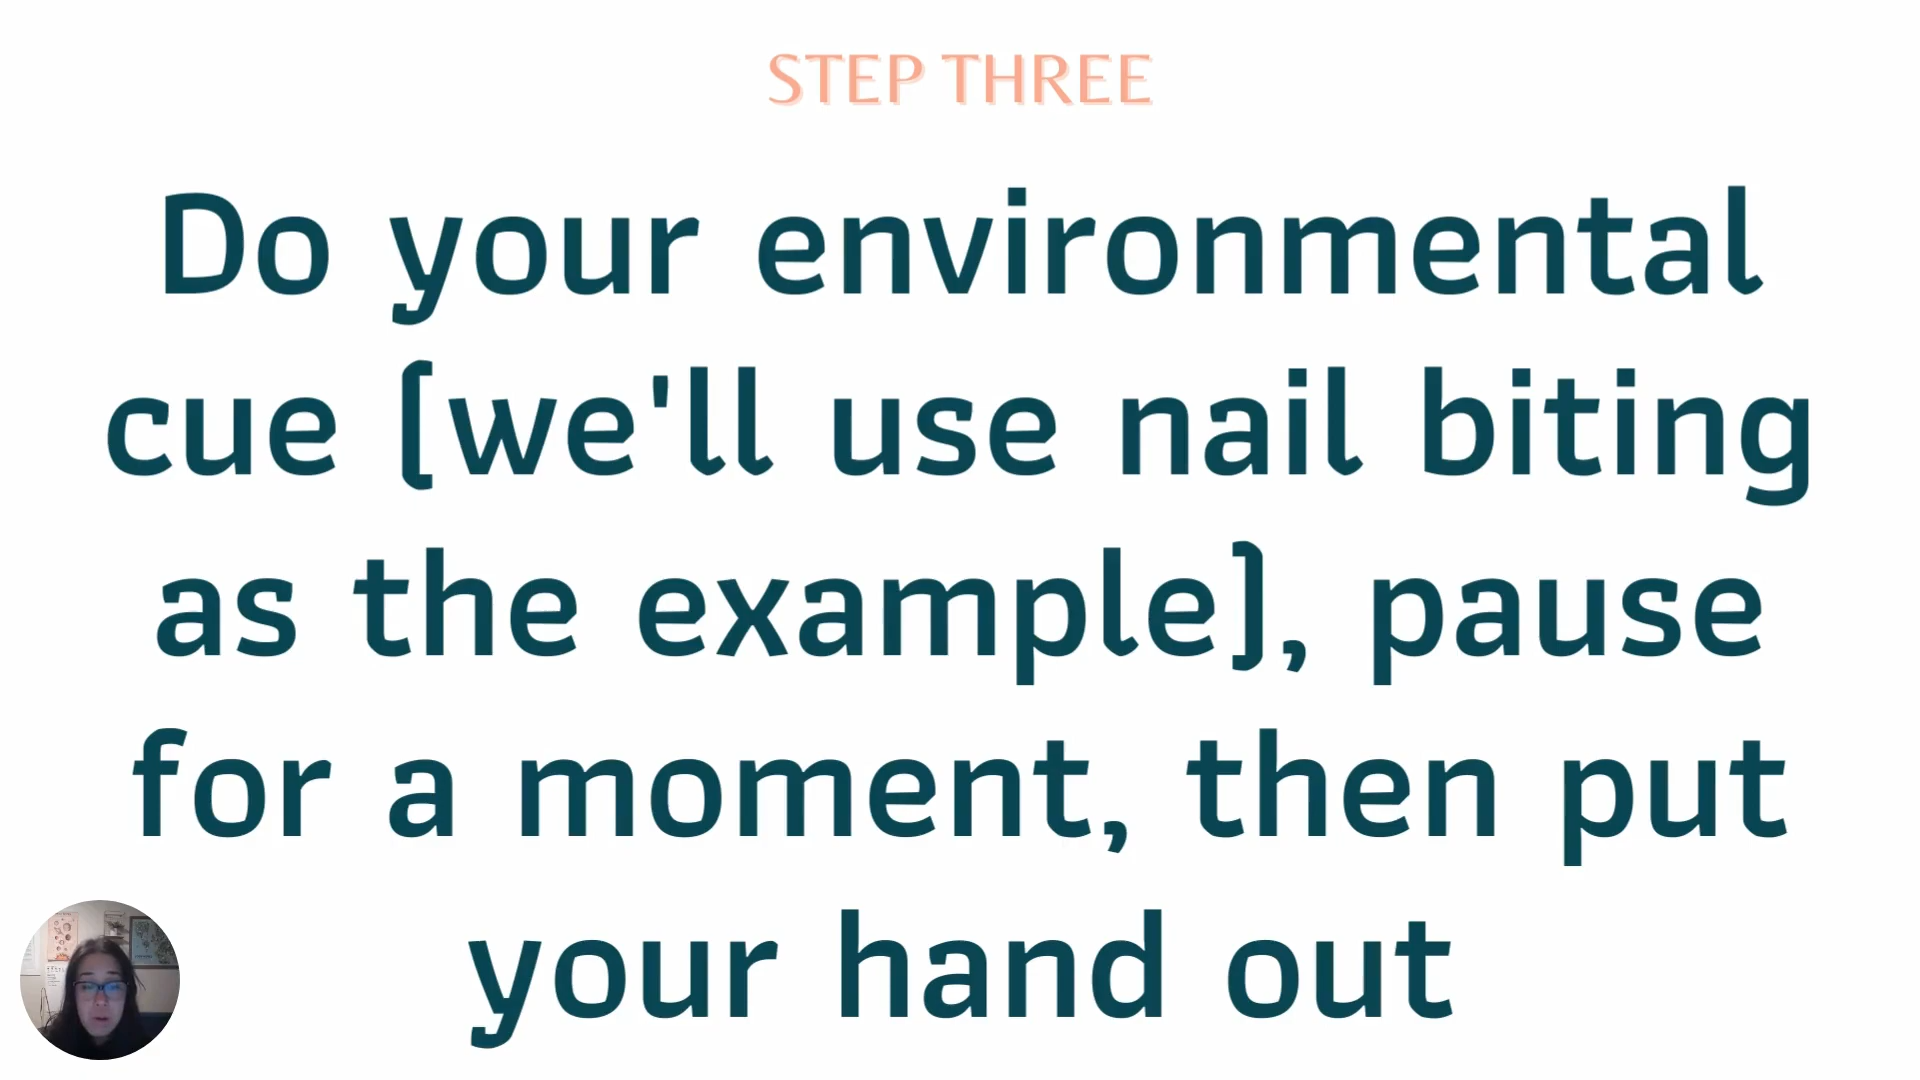 STEP THREE
Do your environmental
cue (we'll use nail biting
as the example), pause
for a moment, then put
your hand out